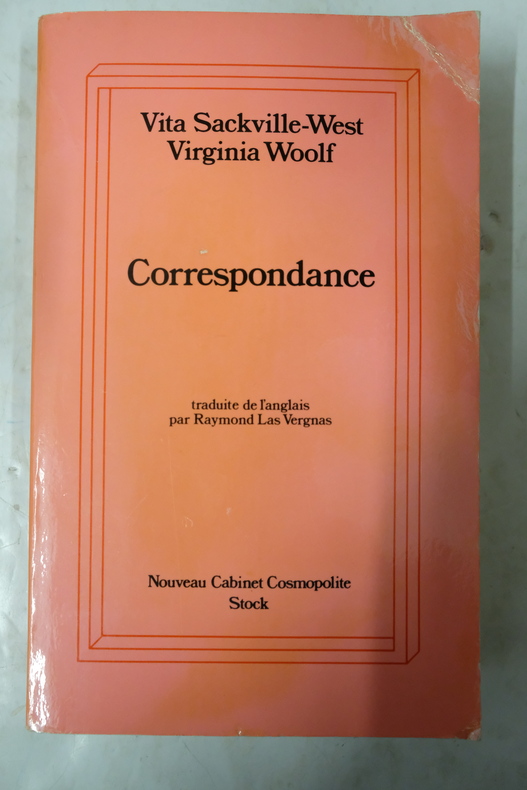 Vita Sackville-West
Virginia Woolf
Correspondance
traduite de l'anglais
par Raymond Las Vergnas
Nouveau Cabinet Cosmopolite
Stock